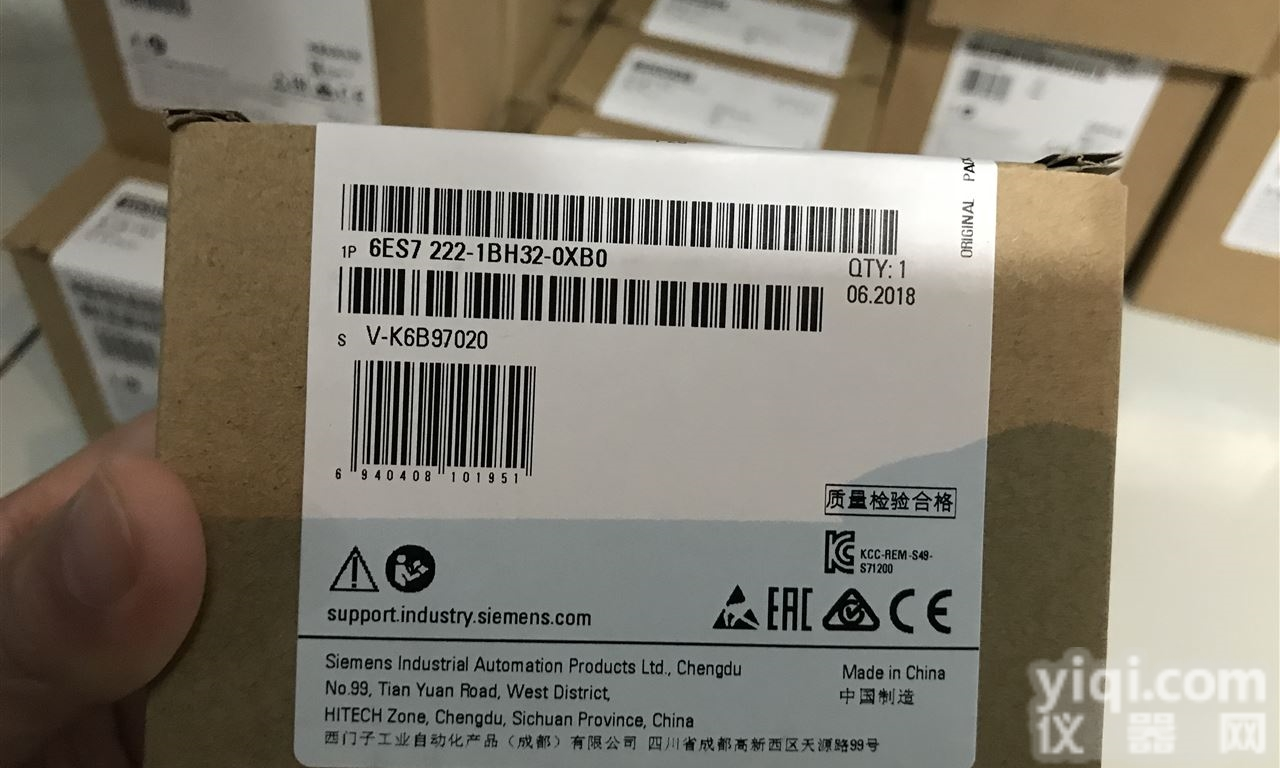 ORIGINAL
1P 6ES7 222-1BH32-0XB0
QTY: 1
06.2018
S V-K6B97020
6 940408 101951
质量检验合格
KCC-REM-S49-
S71200
EAC
CE
support.industry.siemens.com
Siemens Industrial Automation Products Ltd., Chengdu
No.99, Tian Yuan Road, West District,
HITECH Zone, Chengdu, Sichuan Province, China
Made in China
中国制造
西门子工业自动化产品（成都）有限公司 四川省成都高新西区天源路99号
yiqi.com
仪器网